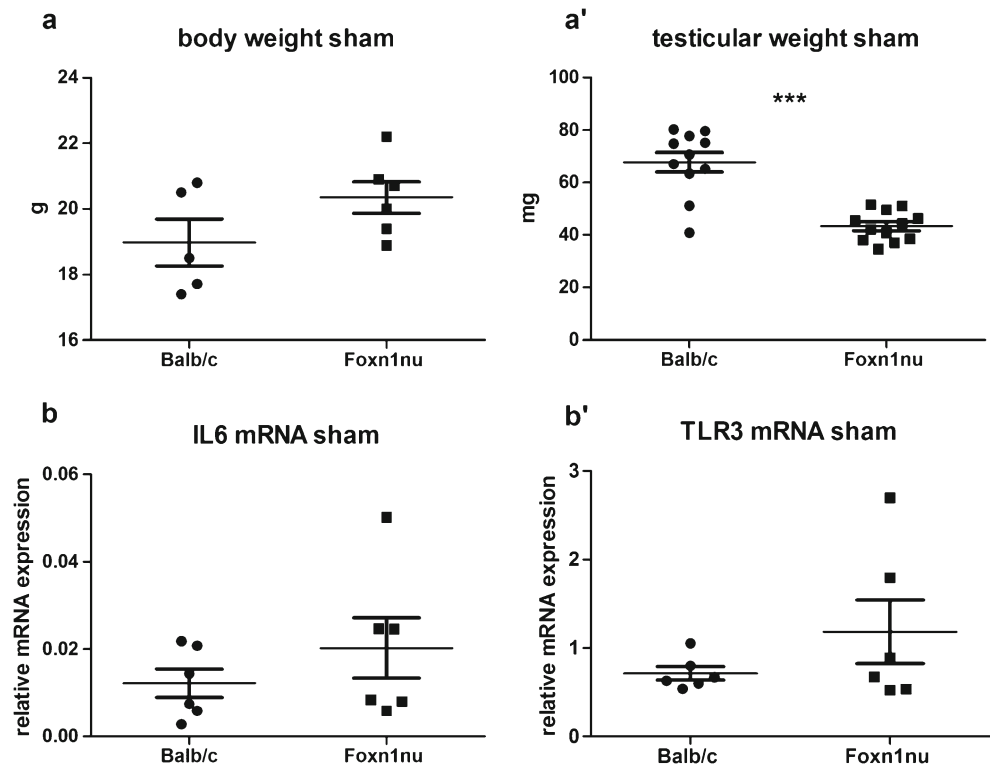 a
body weight sham
24
22
20
18
16
g
Balb/c
Foxn1nu
a'
testicular weight sham
***
100
80
60
40
20
0
mg
Balb/c
Foxn1nu
b
IL6 mRNA sham
0.06
0.04
0.02
0.00
relative mRNA expression
Balb/c
Foxn1nu
b'
TLR3 mRNA sham
3
2
1
0
relative mRNA expression
Balb/c
Foxn1nu